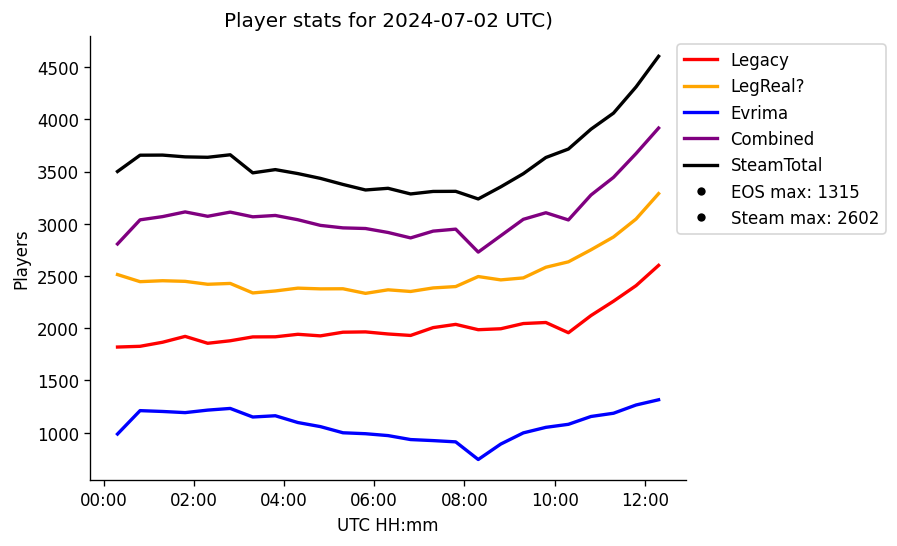 Player stats for 2024-07-02 UTC)
4500
4000
3500
3000
2500
2000
1500
1000
Players
00:00 02:00 04:00 06:00 08:00 10:00 12:00
UTC HH:mm
Legacy
LegReal?
Evrima
Combined
SteamTotal
EOS max: 1315
Steam max: 2602